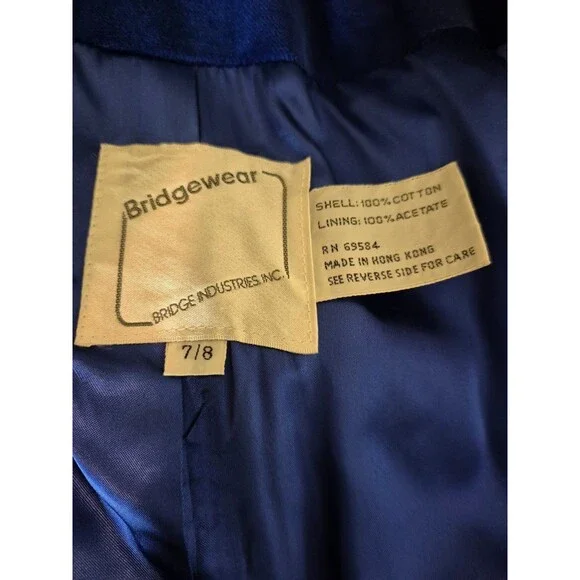 Bridgewear
BRIDGE INDUSTRIES, INC.
7/8
SHELL: 100% COTTON
LINING: 100% ACETATE
RN 69584
MADE IN HONG KONG
SEE REVERSE SIDE FOR CARE